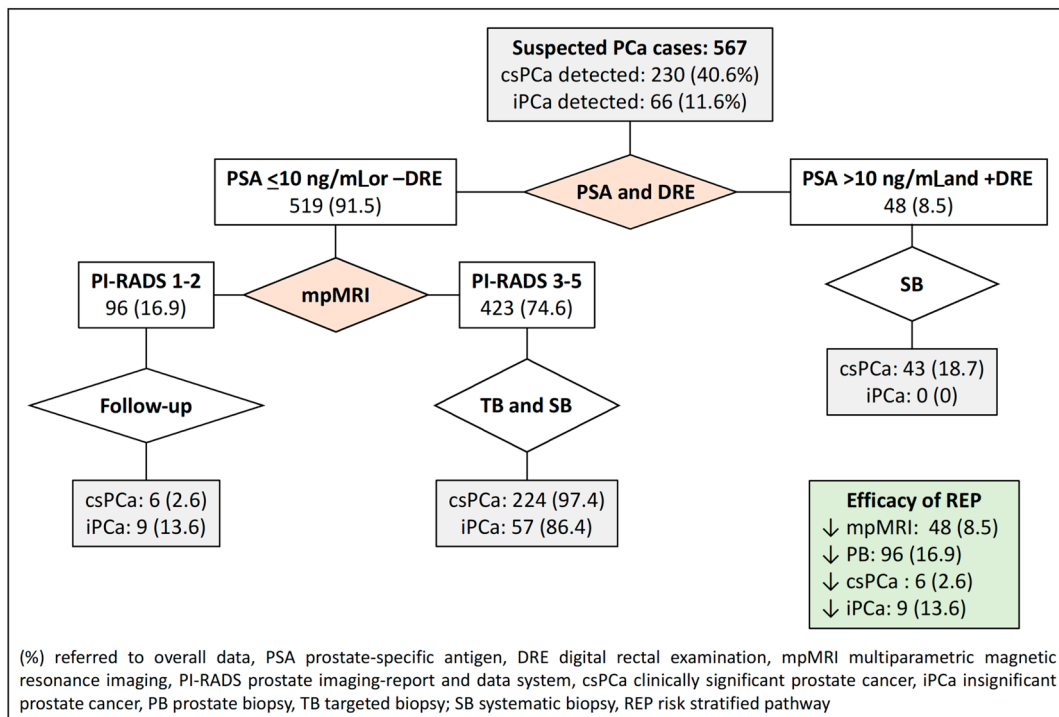 Suspected PCa cases: 567
csPCa detected: 230 (40.6%)
iPCa detected: 66 (11.6%)
PSA ≤10 ng/mL or –DRE
519 (91.5)
PSA and DRE
PSA >10 ng/mL and +DRE
48 (8.5)
PI-RADS 1-2
96 (16.9)
mpMRI
PI-RADS 3-5
423 (74.6)
SB
Follow-up
TB and SB
csPCa: 43 (18.7)
iPCa: 0 (0)
csPCa: 6 (2.6)
iPCa: 9 (13.6)
csPCa: 224 (97.4)
iPCa: 57 (86.4)
Efficacy of REP
↓ mpMRI: 48 (8.5)
↓ PB: 96 (16.9)
↓ csPCa : 6 (2.6)
↓ iPCa: 9 (13.6)
(%) referred to overall data, PSA prostate-specific antigen, DRE digital rectal examination, mpMRI multiparametric magnetic
resonance imaging, PI-RADS prostate imaging-report and data system, csPCa clinically significant prostate cancer, iPCa insignificant
prostate cancer, PB prostate biopsy, TB targeted biopsy; SB systematic biopsy, REP risk stratified pathway